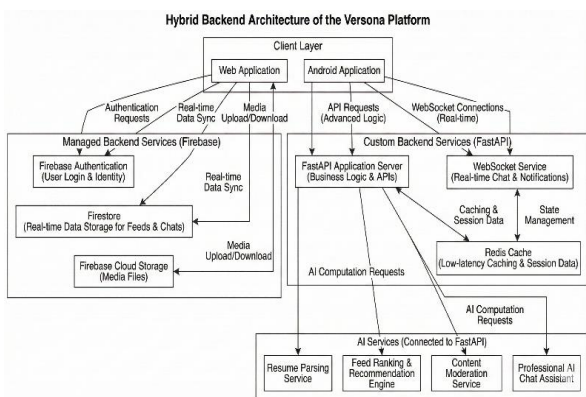 Hybrid Backend Architecture of the Versona Platform
Client Layer
Web Application
Android Application
Authentication
Requests
Real-time
Data Sync
Media
Upload/Download
API Requests
(Advanced Logic)
WebSocket Connections
(Real-time)
Managed Backend Services (Firebase)
Firebase Authentication
(User Login & Identity)
Real-time
Data Sync
Firestore
(Real-time Data Storage for Feeds & Chats)
Media
Upload/Download
Firebase Cloud Storage
(Media Files)
Custom Backend Services (FastAPI)
FastAPI Application Server
(Business Logic & APIs)
WebSocket Service
(Real-time Chat & Notifications)
Caching &
Session Data
State
Management
Redis Cache
(Low-latency Caching & Session Data)
AI Computation Requests
AI Computation
Requests
AI Services (Connected to FastAPI)
Resume Parsing
Service
Feed Ranking &
Recommendation
Engine
Content
Moderation
Service
Professional AI
Chat Assistant